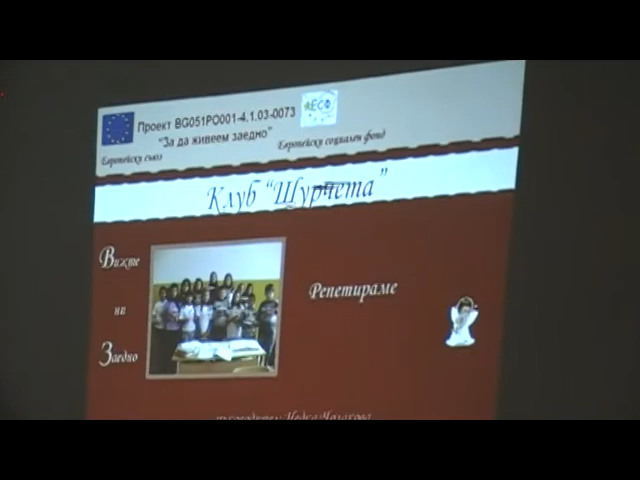 Проект BG051PO001-4.1.03-0073
"За да живеем заедно"
ЕСФ
Европейски съюз
Европейски социален фонд
Клуб "Щурчета"
Вижте
ни
Заедно
Репетираме